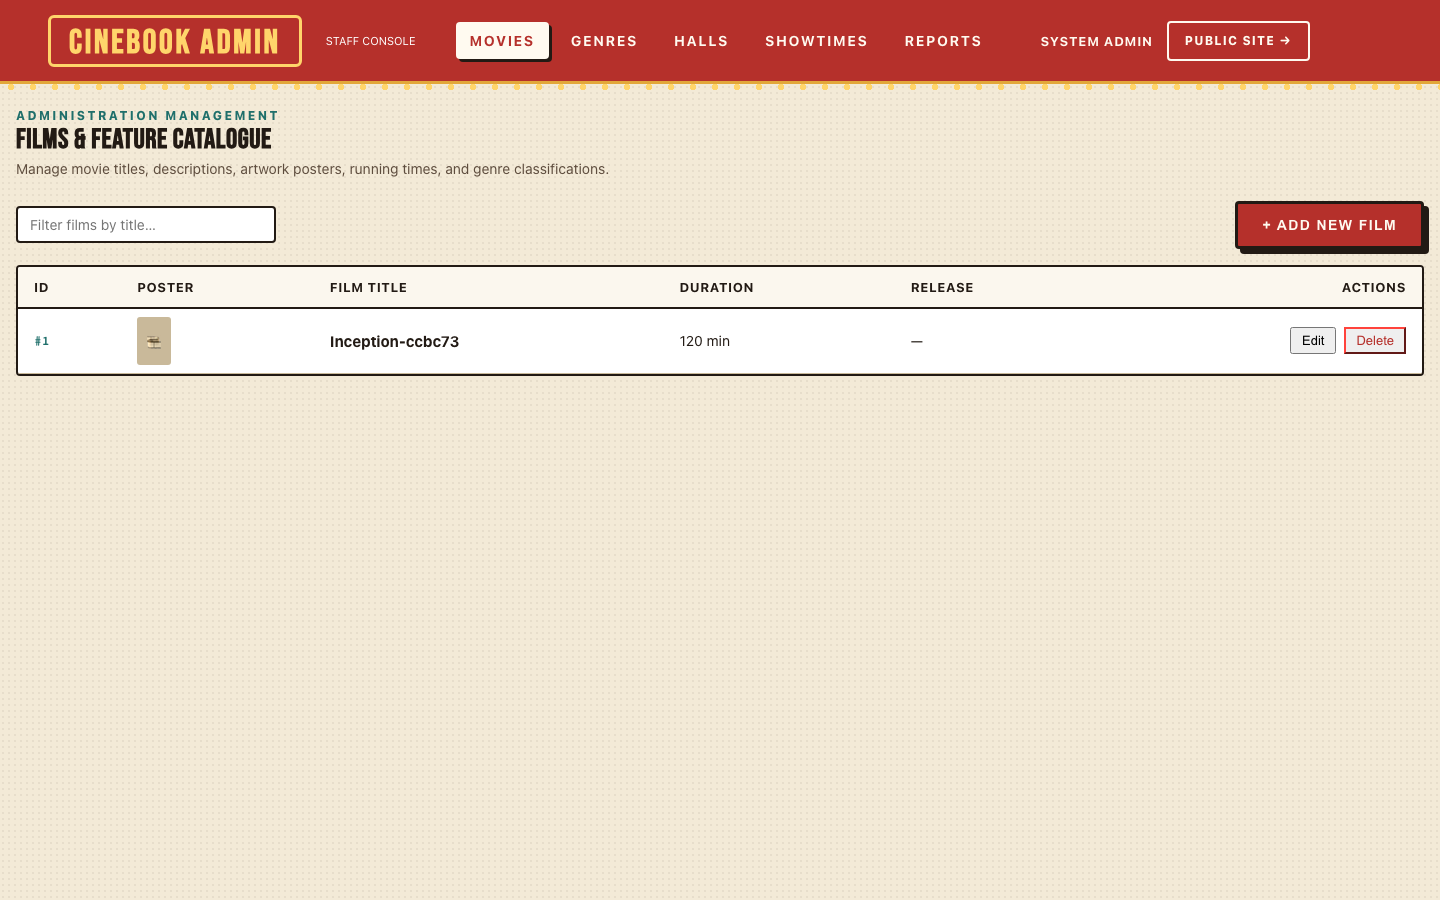 CINEBOOK ADMIN
STAFF CONSOLE
MOVIES
GENRES
HALLS
SHOWTIMES
REPORTS
SYSTEM ADMIN
PUBLIC SITE →
ADMINISTRATION MANAGEMENT
FILMS & FEATURE CATALOGUE
Manage movie titles, descriptions, artwork posters, running times, and genre classifications.
Filter films by title...
+ ADD NEW FILM
ID POSTER FILM TITLE DURATION RELEASE ACTIONS
#1 Inception-ccbc73 120 min — Edit Delete